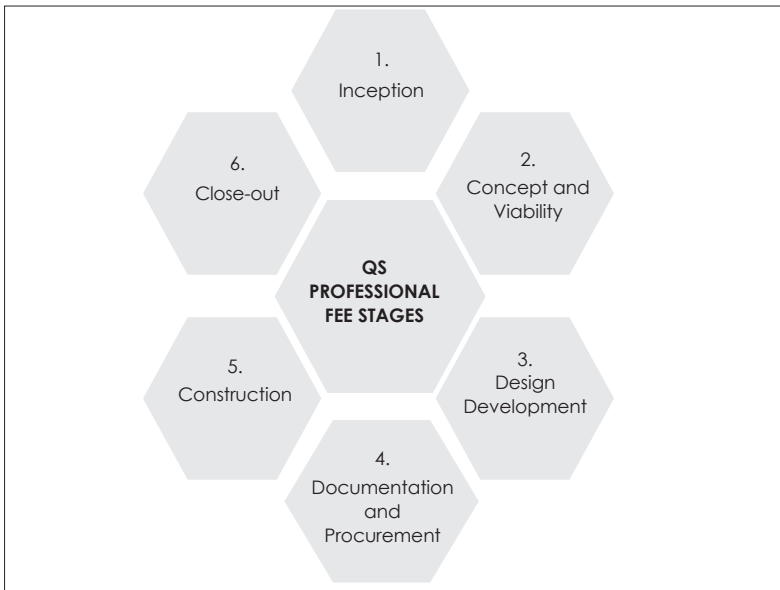 1.
Inception
2.
Concept and
Viability
3.
Design
Development
4.
Documentation
and
Procurement
5.
Construction
6.
Close-out
QS
PROFESSIONAL
FEE STAGES